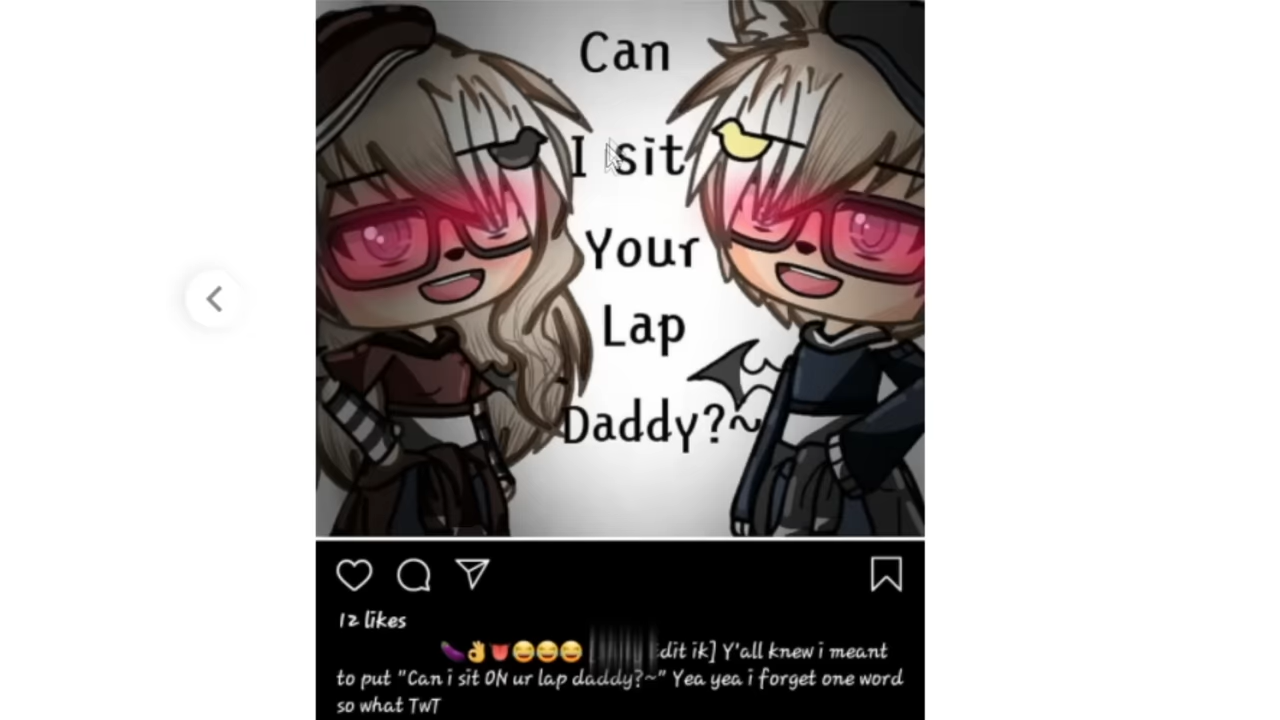 Can
I sit
Your
Lap
Daddy?~
12 likes
🍆👌👅😂😂😂 [ dit ik] Y'all knew i meant
to put "Can i sit ON ur lap daddy?~" Yea yea i forget one word
so what TwT